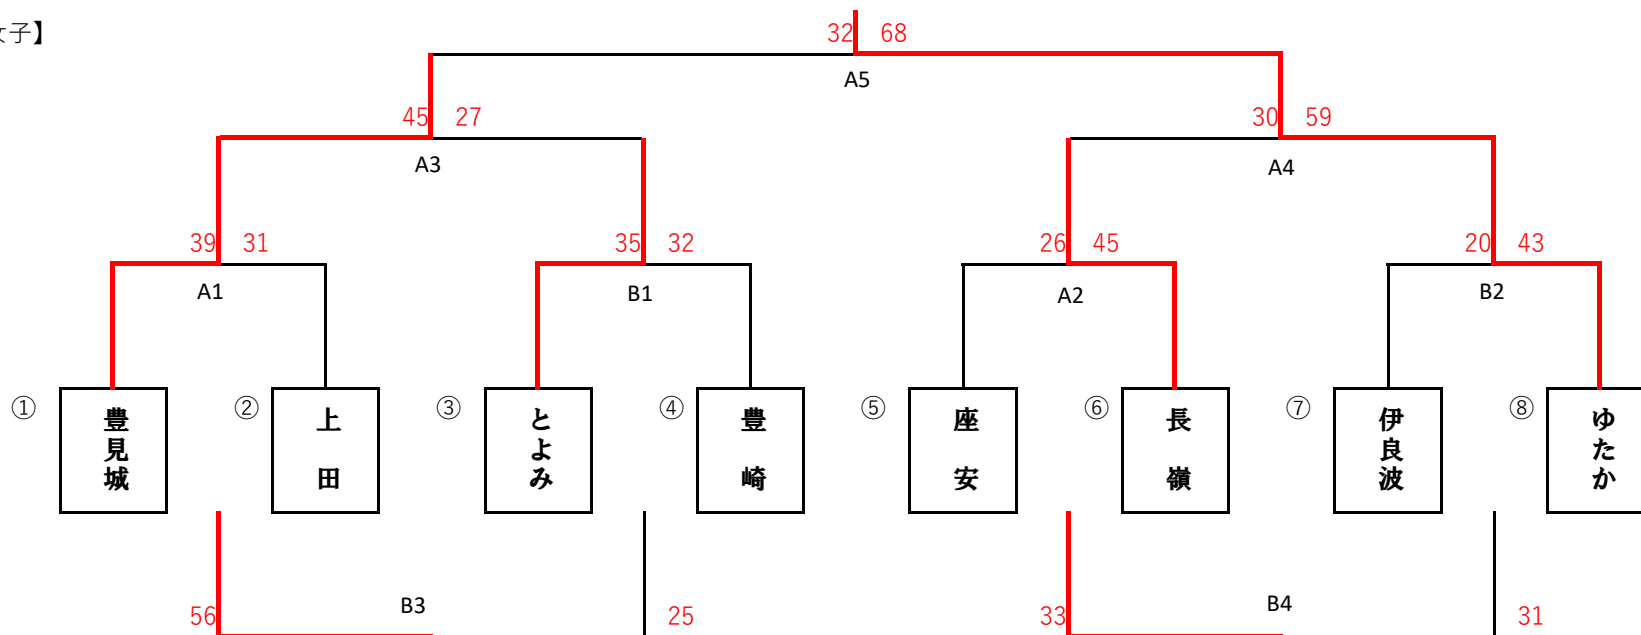 子】
32 68
A5
45 27
30 59
A3
A4
39 31
35 32
26 45
20 43
A1
B1
A2
B2
① 豊見城
② 上田
③ とよみ
④ 豊崎
⑤ 座安
⑥ 長嶺
⑦ 伊良波
⑧ ゆたか
56 B3 25
33 B4 31